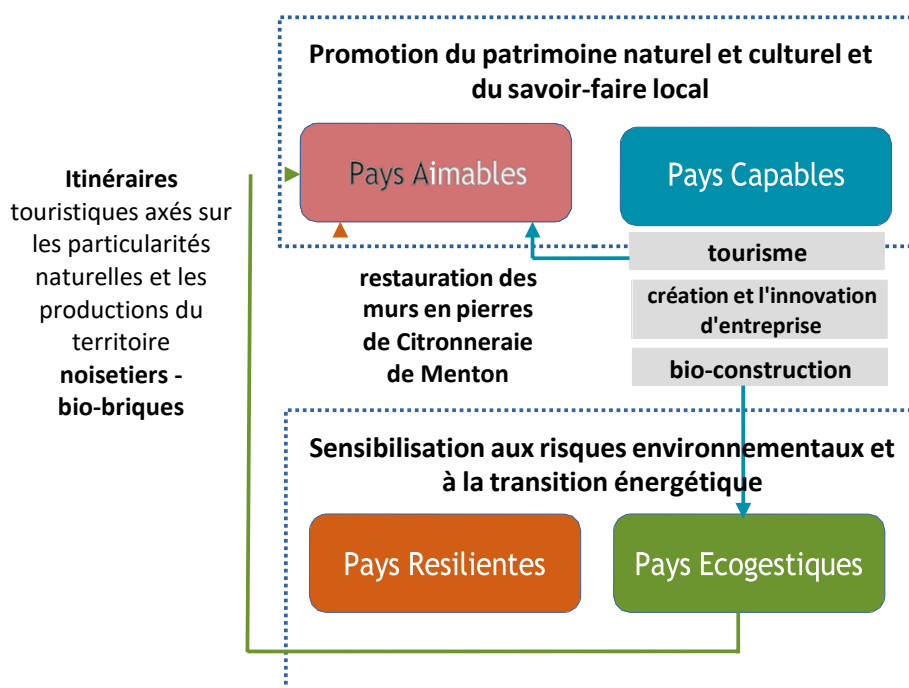 Promotion du patrimoine naturel et culturel et
du savoir-faire local
Pays Aimables
Pays Capables
Itinéraires
touristiques axés sur
les particularités
naturelles et les
productions du
territoire
noisetiers -
bio-briques
restauration des
murs en pierres
de Citronneraie
de Menton
tourisme
création et l'innovation
d'entreprise
bio-construction
Sensibilisation aux risques environnementaux et
à la transition énergétique
Pays Resilientes
Pays Ecogestiques